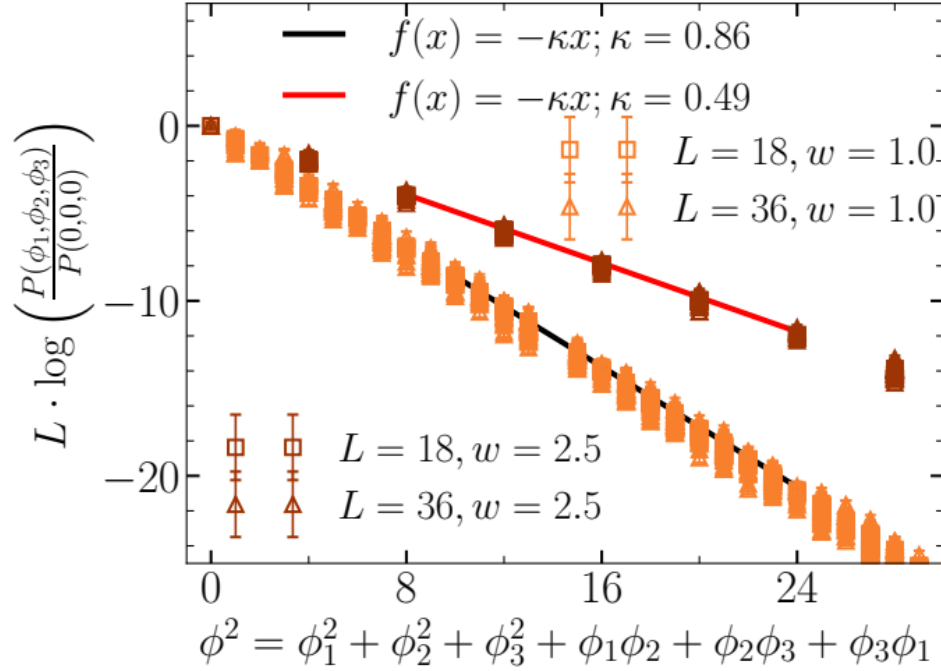 f(x) = −κx; κ = 0.86
f(x) = −κx; κ = 0.49
L = 18, w = 1.0
L = 36, w = 1.0
L = 18, w = 2.5
L = 36, w = 2.5
0
−10
−20
L · log (P(ϕ₁,ϕ₂,ϕ₃)/P(0,0,0))
0 8 16 24
ϕ² = ϕ₁² + ϕ₂² + ϕ₃² + ϕ₁ϕ₂ + ϕ₂ϕ₃ + ϕ₃ϕ₁